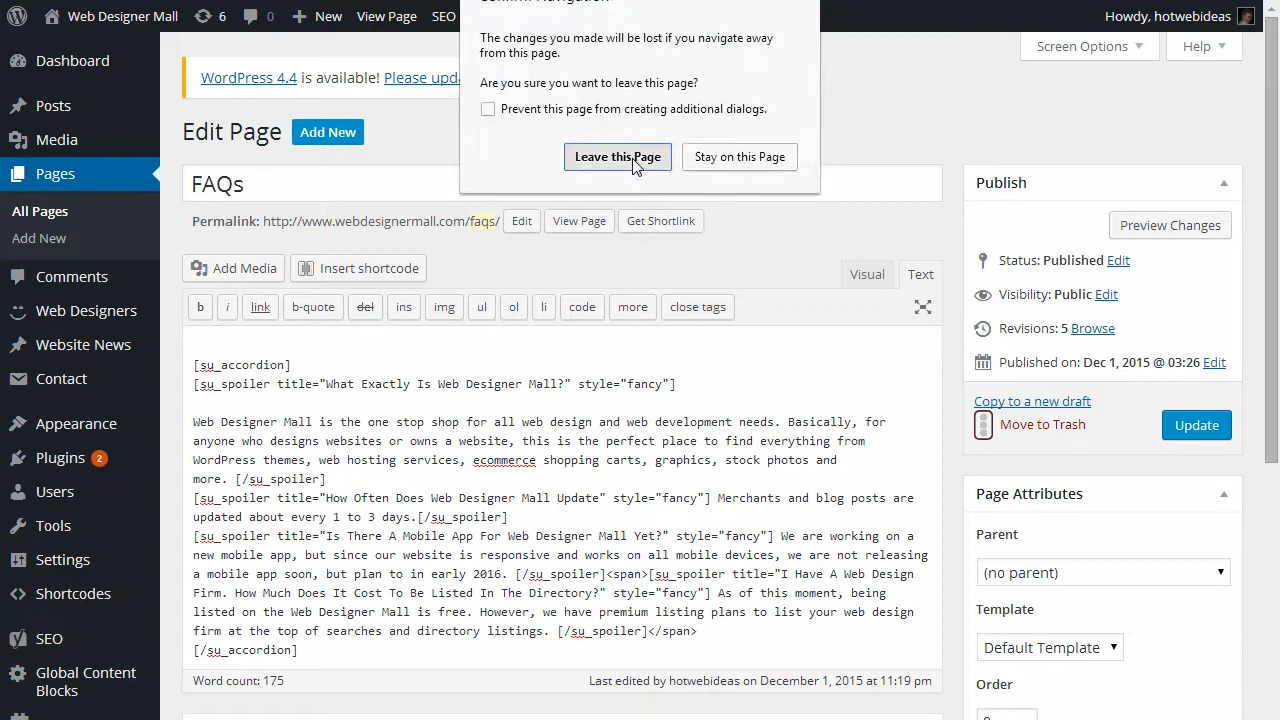 Web Designer Mall 6 0 New View Page SEO Howdy, hotwebideas
The changes you made will be lost if you navigate away
from this page.
Are you sure you want to leave this page?
Prevent this page from creating additional dialogs.
Leave this Page Stay on this Page
Screen Options Help
Dashboard
Posts
Media
Pages
All Pages
Add New
Comments
Web Designers
Website News
Contact
Appearance
Plugins 2
Users
Tools
Settings
Shortcodes
SEO
Global Content
Blocks
WordPress 4.4 is available! Please upda
Edit Page Add New
FAQs
Permalink: http://www.webdesignermall.com/faqs/ Edit View Page Get Shortlink
Add Media Insert shortcode Visual Text
b i link b-quote del ins img ul ol li code more close tags
[su_accordion]
[su_spoiler title="What Exactly Is Web Designer Mall?" style="fancy"]
Web Designer Mall is the one stop shop for all web design and web development needs. Basically, for
anyone who designs websites or owns a website, this is the perfect place to find everything from
WordPress themes, web hosting services, ecommerce shopping carts, graphics, stock photos and
more. [/su_spoiler]
[su_spoiler title="How Often Does Web Designer Mall Update" style="fancy"] Merchants and blog posts are
updated about every 1 to 3 days.[/su_spoiler]
[su_spoiler title="Is There A Mobile App For Web Designer Mall Yet?" style="fancy"] We are working on a
new mobile app, but since our website is responsive and works on all mobile devices, we are not releasing
a mobile app soon, but plan to in early 2016. [/su_spoiler]<span>[su_spoiler title="I Have A Web Design
Firm. How Much Does It Cost To Be Listed In The Directory?" style="fancy"] As of this moment, being
listed on the Web Designer Mall is free. However, we have premium listing plans to list your web design
firm at the top of searches and directory listings. [/su_spoiler]</span>
[/su_accordion]
Word count: 175 Last edited by hotwebideas on December 1, 2015 at 11:19 pm
Publish
Preview Changes
Status: Published Edit
Visibility: Public Edit
Revisions: 5 Browse
Published on: Dec 1, 2015 @ 03:26 Edit
Copy to a new draft
Move to Trash Update
Page Attributes
Parent
(no parent)
Template
Default Template
Order